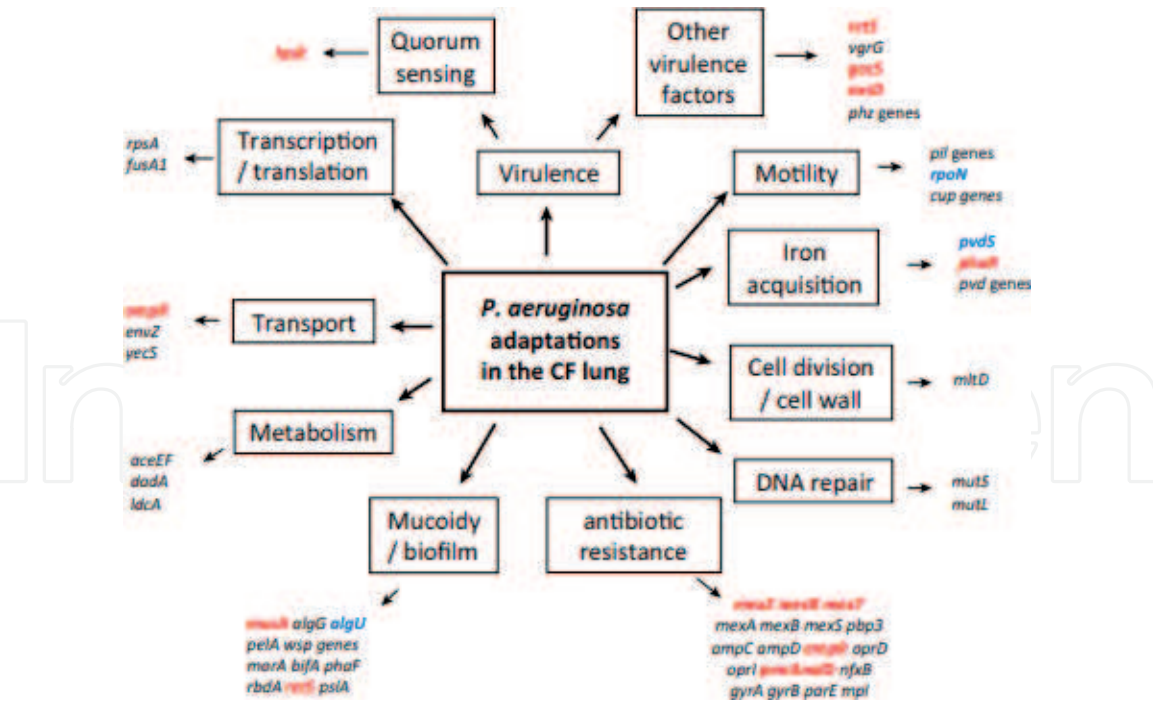 Quorum
sensing
Other
virulence
factors
vgrG
phz genes
Transcription
/ translation
rpsA
fusA1
Virulence
Motility
pil genes
rpoN
cup genes
Iron
acquisition
pvdS
pvd genes
P. aeruginosa
adaptations
in the CF lung
Transport
envZ
yecS
Cell division
/ cell wall
mltD
Metabolism
aceEF
dadA
ldcA
DNA repair
mutS
mutL
Mucoidy
/ biofilm
antibiotic
resistance
algG algU
pelA wsp genes
morA bifA phaF
rbdA pslA
mexA mexB mexS pbp3
ampC ampD oprD
oprI nfxB
gyrA gyrB parE mpl